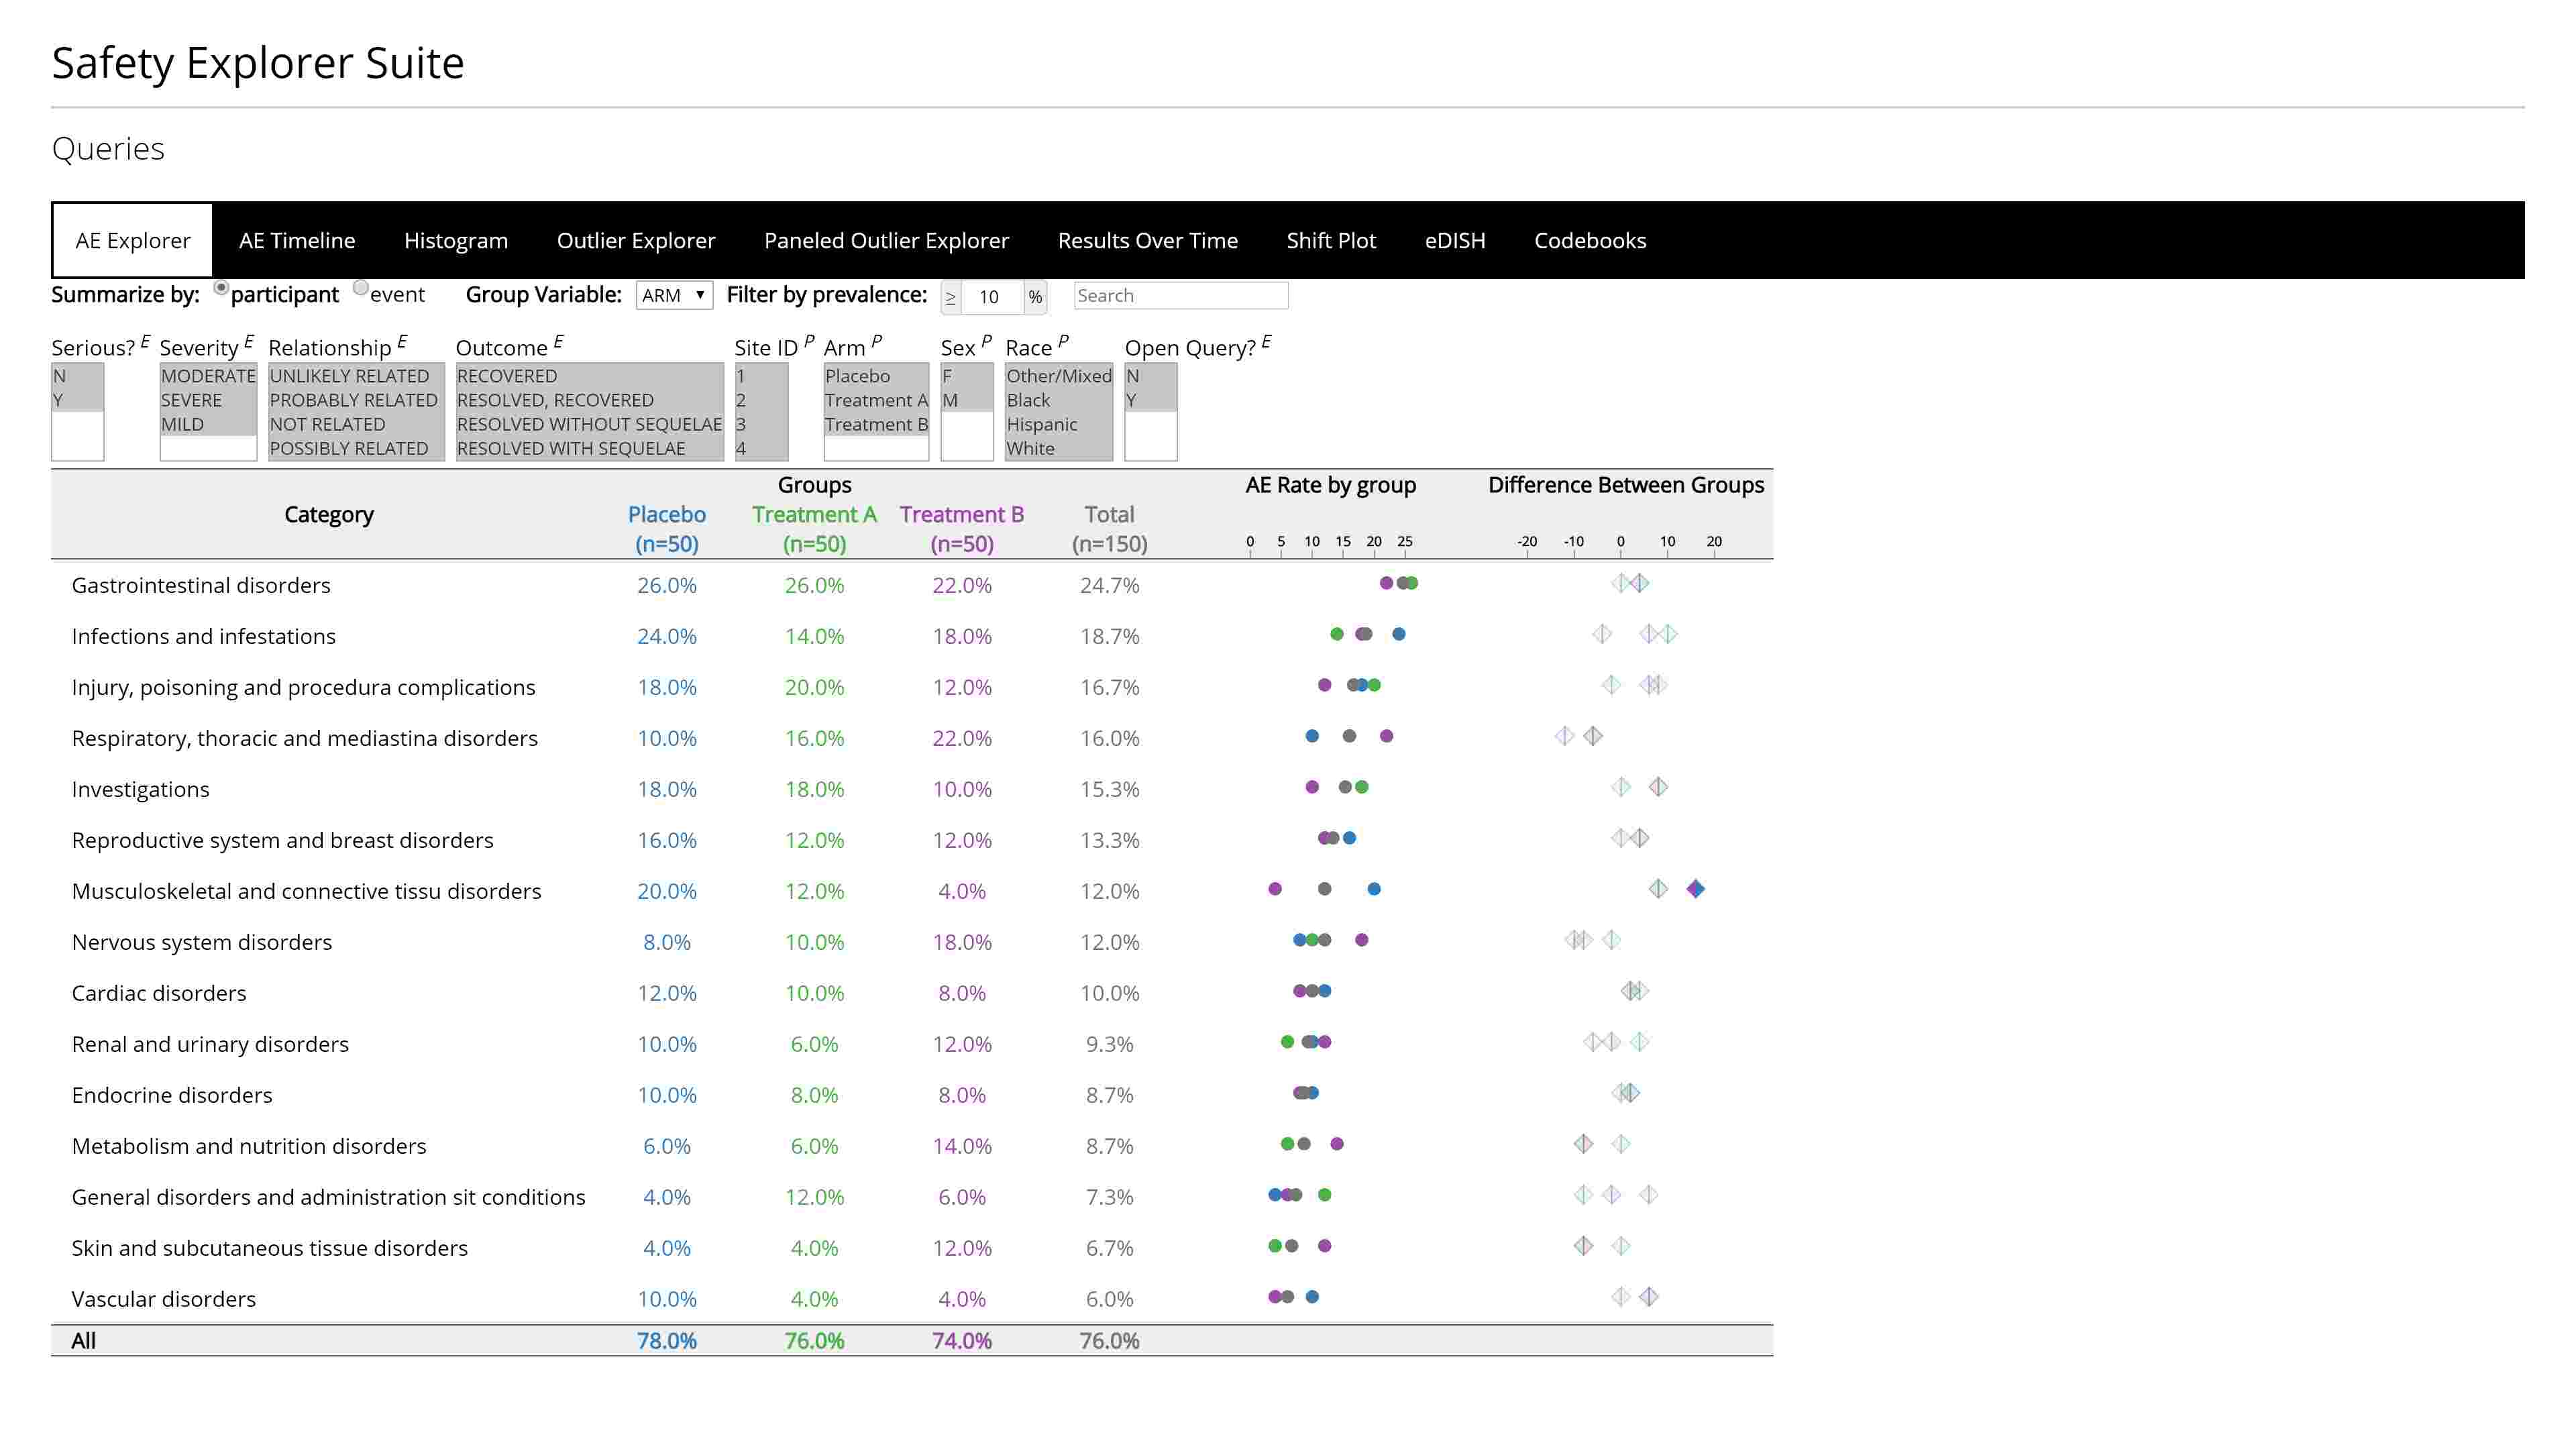 Safety Explorer Suite
Queries
AE Explorer AE Timeline Histogram Outlier Explorer Paneled Outlier Explorer Results Over Time Shift Plot eDISH Codebooks
Summarize by: participant event Group Variable: ARM ▼ Filter by prevalence: ≥ 10 % Search
Serious? E Severity E Relationship E Outcome E Site ID P Arm P Sex P Race P Open Query? E
N MODERATE UNLIKELY RELATED RECOVERED 1 Placebo F Other/Mixed N
Y SEVERE PROBABLY RELATED RESOLVED, RECOVERED 2 Treatment A M Black Y
MILD NOT RELATED RESOLVED WITHOUT SEQUELAE 3 Treatment B Hispanic
POSSIBLY RELATED RESOLVED WITH SEQUELAE 4 White
Groups AE Rate by group Difference Between Groups
Category Placebo Treatment A Treatment B Total
(n=50) (n=50) (n=50) (n=150) 0 5 10 15 20 25 -20 -10 0 10 20
Gastrointestinal disorders 26.0% 26.0% 22.0% 24.7%
Infections and infestations 24.0% 14.0% 18.0% 18.7%
Injury, poisoning and procedura complications 18.0% 20.0% 12.0% 16.7%
Respiratory, thoracic and mediastina disorders 10.0% 16.0% 22.0% 16.0%
Investigations 18.0% 18.0% 10.0% 15.3%
Reproductive system and breast disorders 16.0% 12.0% 12.0% 13.3%
Musculoskeletal and connective tissu disorders 20.0% 12.0% 4.0% 12.0%
Nervous system disorders 8.0% 10.0% 18.0% 12.0%
Cardiac disorders 12.0% 10.0% 8.0% 10.0%
Renal and urinary disorders 10.0% 6.0% 12.0% 9.3%
Endocrine disorders 10.0% 8.0% 8.0% 8.7%
Metabolism and nutrition disorders 6.0% 6.0% 14.0% 8.7%
General disorders and administration sit conditions 4.0% 12.0% 6.0% 7.3%
Skin and subcutaneous tissue disorders 4.0% 4.0% 12.0% 6.7%
Vascular disorders 10.0% 4.0% 4.0% 6.0%
All 78.0% 76.0% 74.0% 76.0%